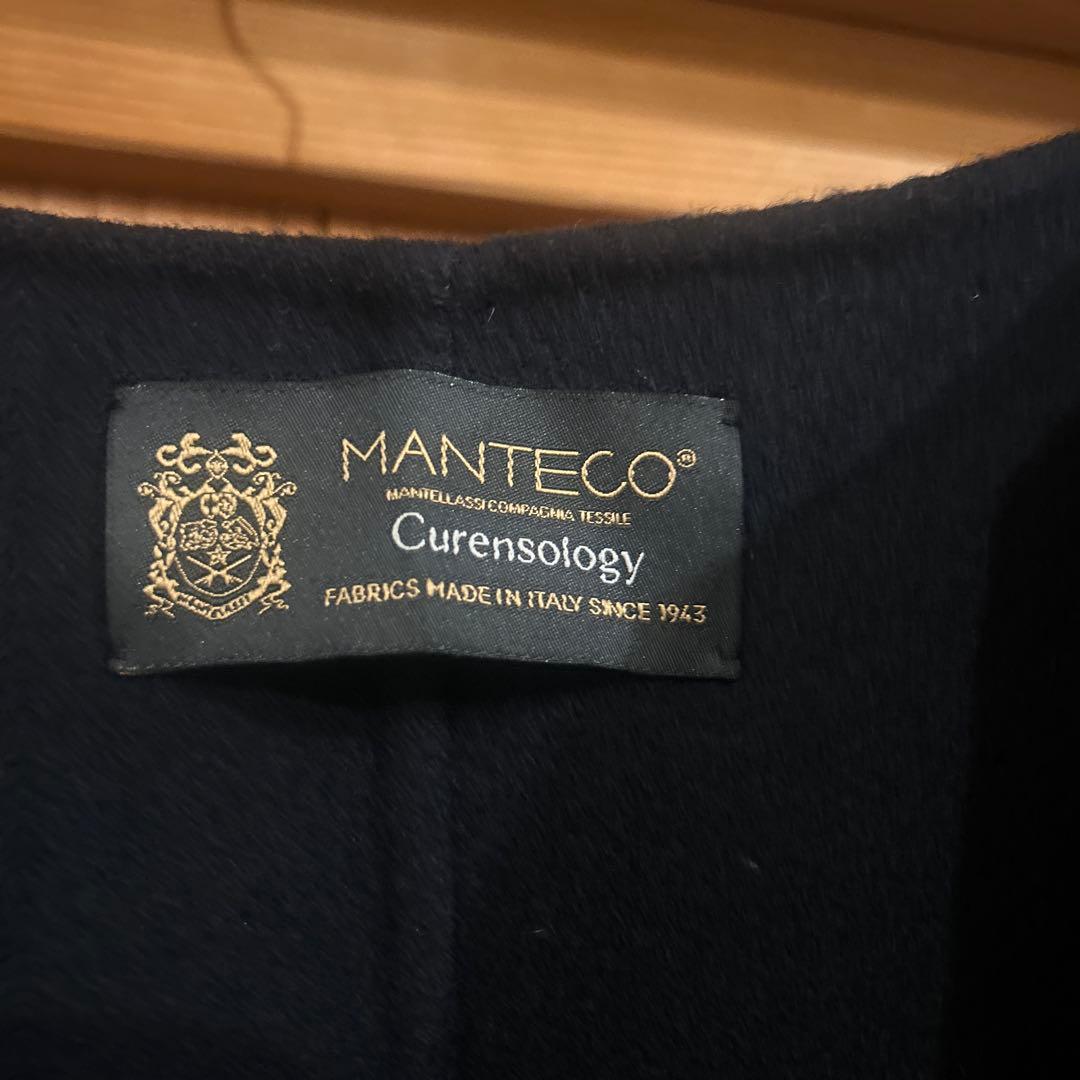 MANTECO®
MANTELLASSI COMPAGNIA TESSILE
Curensology
FABRICS MADE IN ITALY SINCE 1943